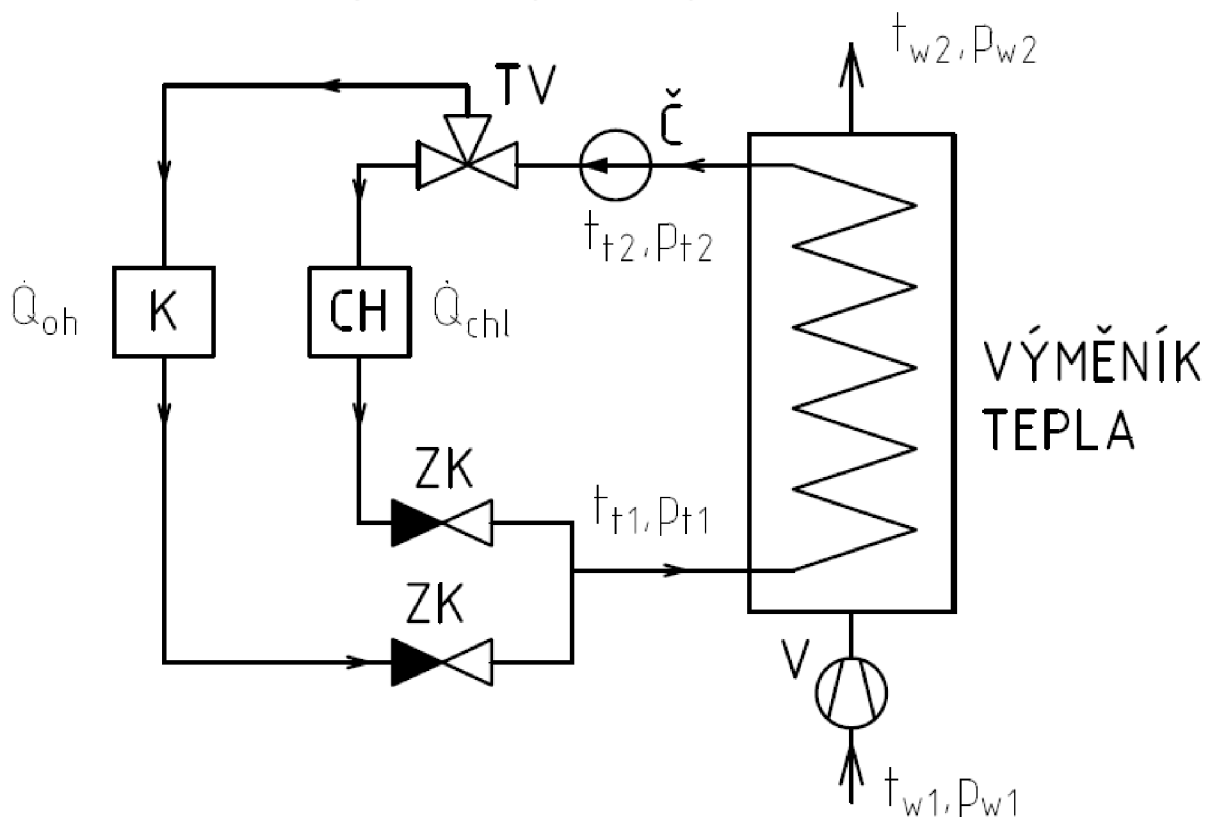 t_w2, p_w2
TV
Č
t_t2, p_t2
Q̇_oh
K
CH
Q̇_chl
VÝMĚNÍK
TEPLA
ZK
t_t1, p_t1
ZK
V
t_w1, p_w1